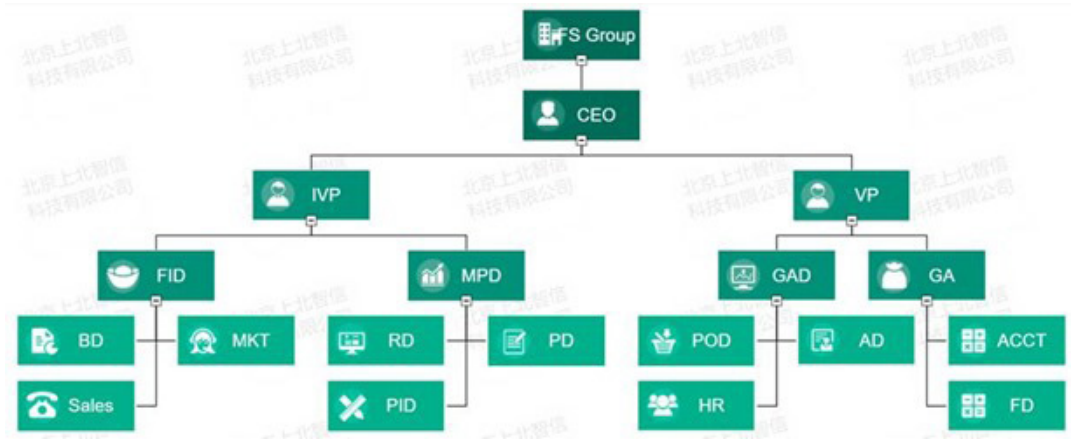 FS Group
CEO
IVP
VP
FID
MPD
GAD
GA
BD
MKT
RD
PD
POD
AD
ACCT
Sales
PID
HR
FD
北京上北智信
科技有限公司